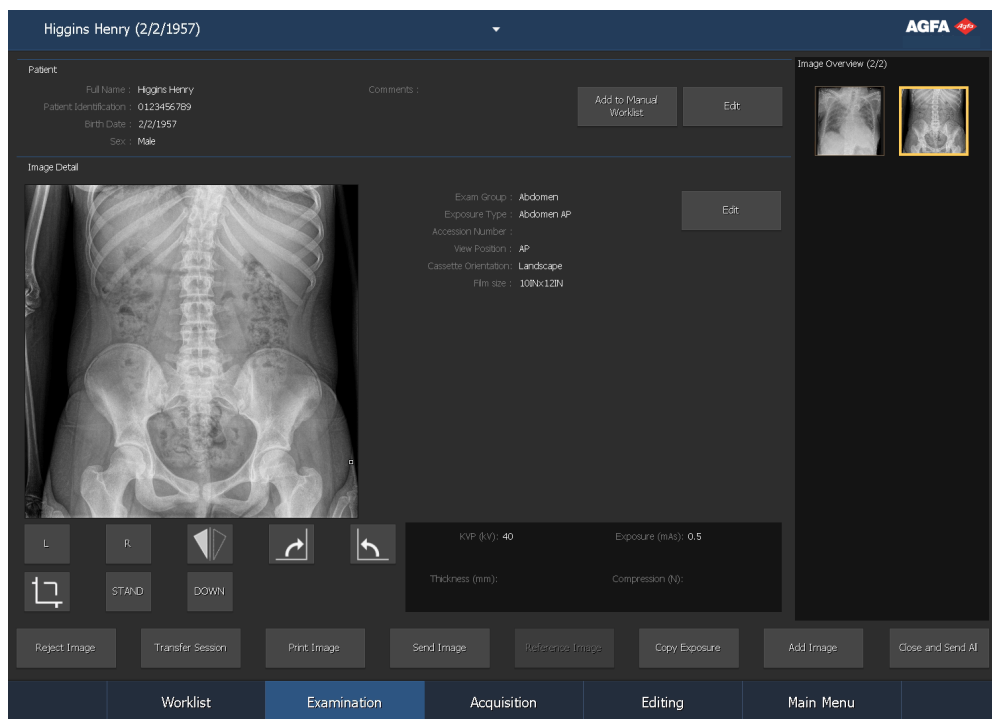 Higgins Henry (2/2/1957)
AGFA
Agfa
Patient
Full Name : Higgins Henry
Patient Identification : 0123456789
Birth Date : 2/2/1957
Sex : Male
Comments :
Add to Manual
Worklist
Edit
Image Overview (2/2)
Image Detail
Exam Group : Abdomen
Exposure Type : Abdomen AP
Accession Number :
View Position : AP
Cassette Orientation: Landscape
Film size : 10INx12IN
Edit
L
R
STAND
DOWN
KVP (kV): 40
Exposure (mAs): 0.5
Thickness (mm):
Compression (N):
Reject Image
Transfer Session
Print Image
Send Image
Reference Image
Copy Exposure
Add Image
Close and Send All
Worklist
Examination
Acquisition
Editing
Main Menu